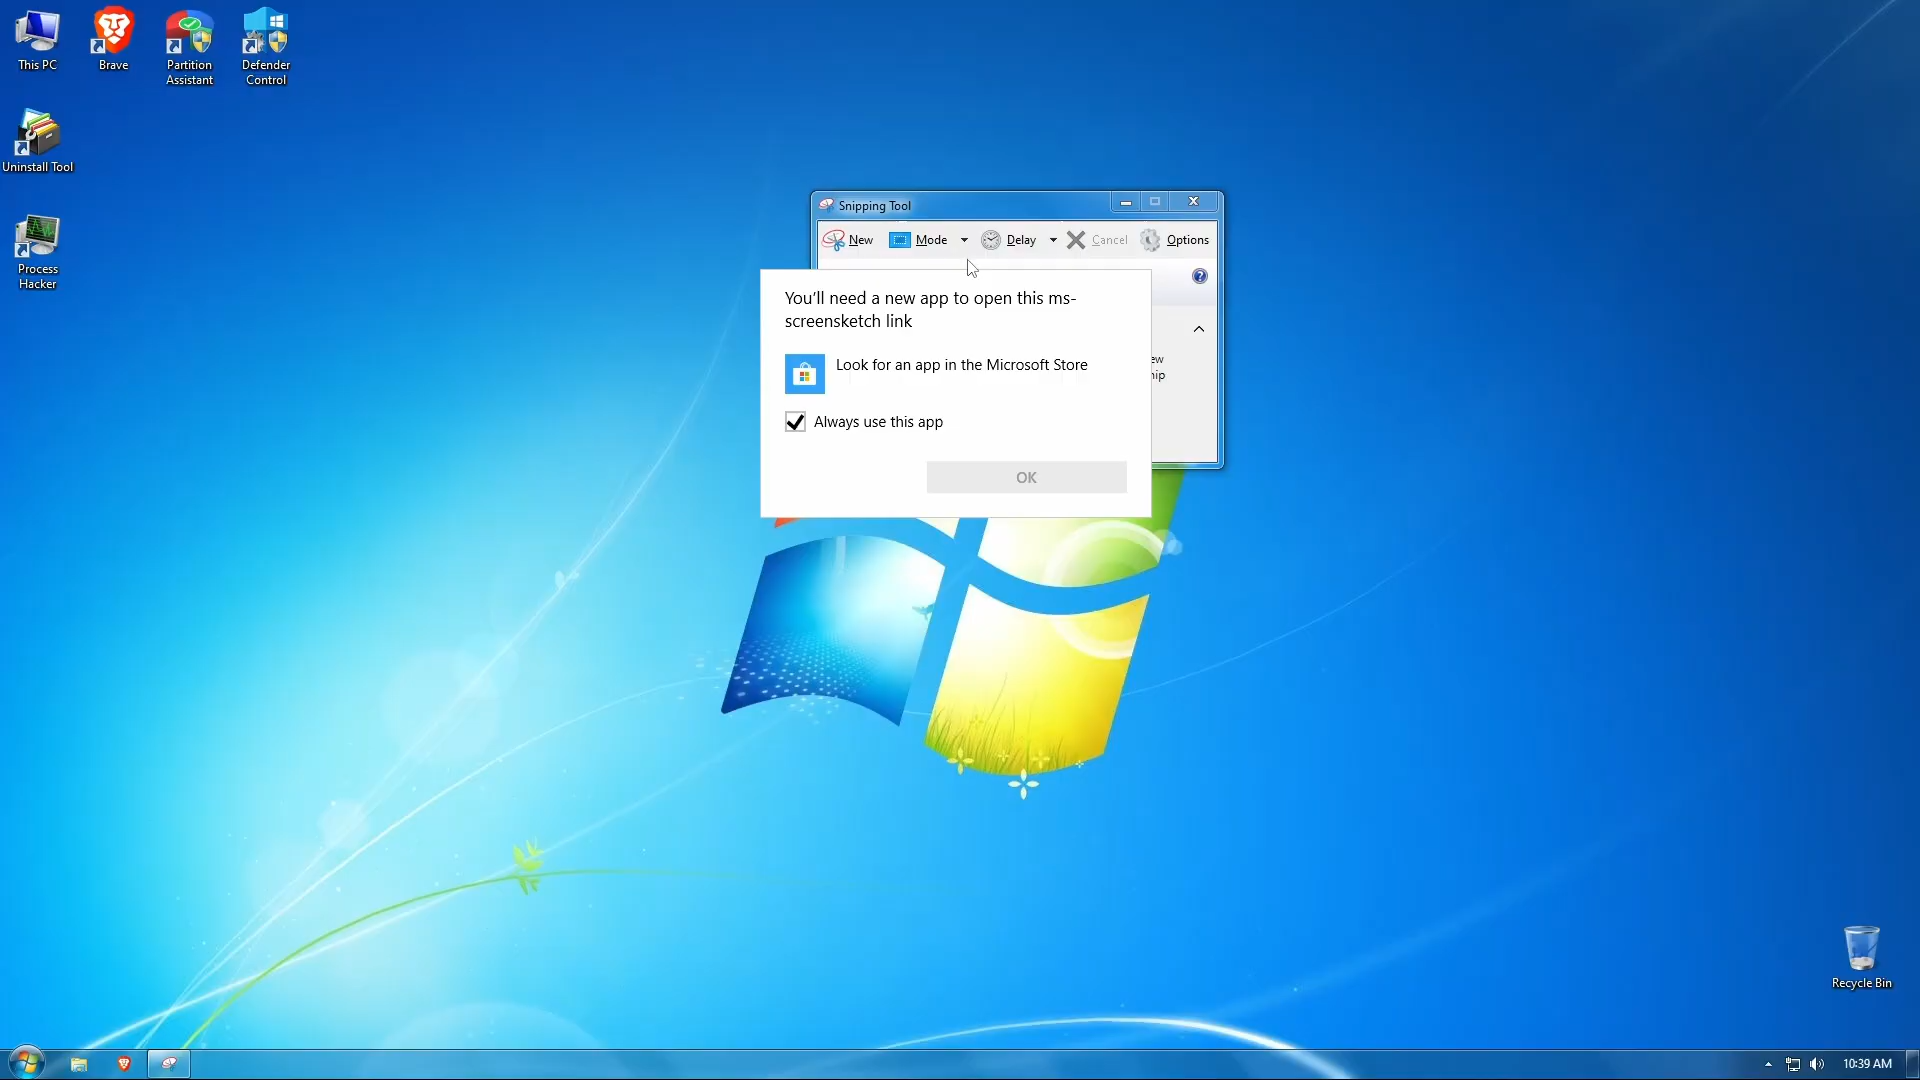 This PC
Brave
Partition
Assistant
Defender
Control
Uninstall Tool
Process
Hacker
Snipping Tool
New
Mode
Delay
Cancel
Options
?
You'll need a new app to open this ms-
screensketch link
Look for an app in the Microsoft Store
Always use this app
OK
ew
Recycle Bin
10:39 AM